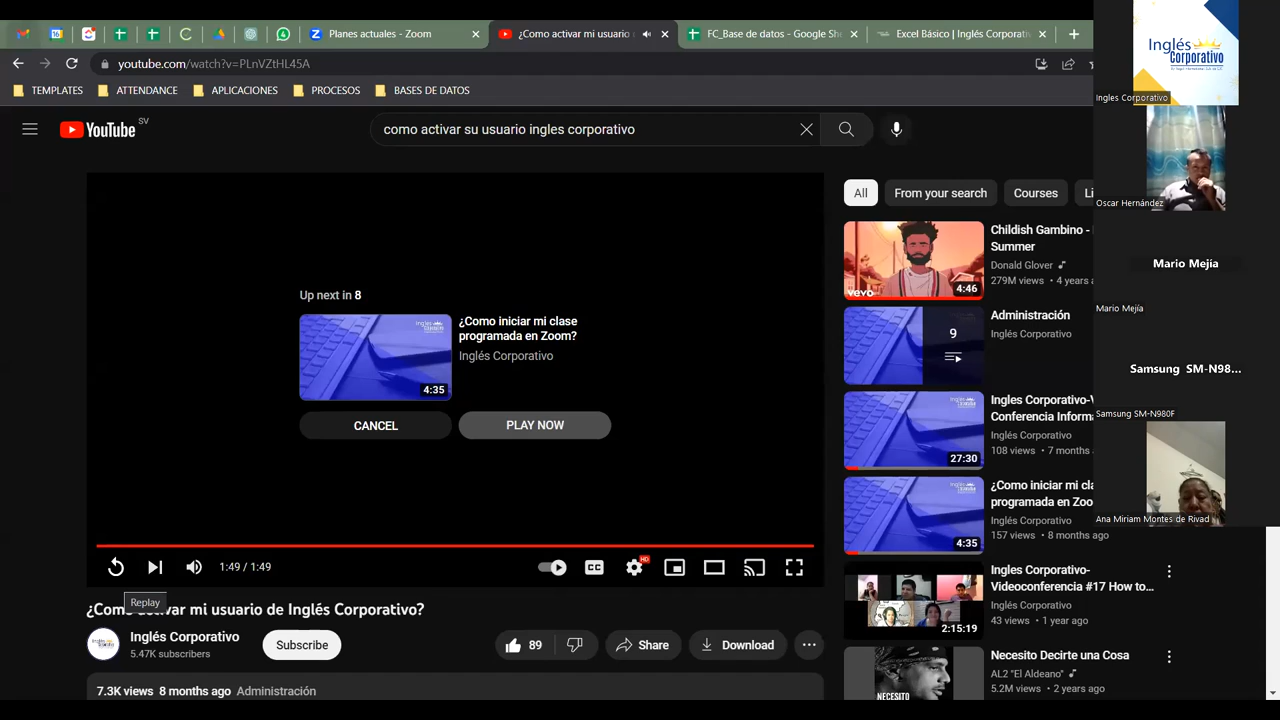 Planes actuales - Zoom
¿Como activar mi usuario
FC_Base de datos - Google She
Excel Básico | Inglés Corporativ
youtube.com/watch?v=PLnVZtHL45A
TEMPLATES
ATTENDANCE
APLICACIONES
PROCESOS
BASES DE DATOS
YouTube SV
como activar su usuario ingles corporativo
Up next in 8
Inglés Corporativo
4:35
¿Como iniciar mi clase
programada en Zoom?
Inglés Corporativo
CANCEL
PLAY NOW
1:49 / 1:49
HD
Replay
¿Como activar mi usuario de Inglés Corporativo?
Inglés Corporativo
5.47K subscribers
Subscribe
89
Share
Download
7.3K views 8 months ago Administración
All
From your search
Courses
Li
vevo
4:46
Childish Gambino -
Summer
Donald Glover
279M views • 4 years a
9
Administración
Inglés Corporativo
27:30
Ingles Corporativo-V
Conferencia Informa
Inglés Corporativo
108 views • 7 months
4:35
¿Como iniciar mi cla
programada en Zoo
Inglés Corporativo
157 views • 8 months ago
2:15:19
Ingles Corporativo-
Videoconferencia #17 How to...
Inglés Corporativo
43 views • 1 year ago
NECESITO
Necesito Decirte una Cosa
AL2 "El Aldeano"
5.2M views • 2 years ago
Inglés
Corporativo
Ingles Corporativo
Oscar Hernández
Mario Mejía
Mario Mejía
Samsung SM-N98...
Samsung SM-N980F
Ana Miriam Montes de Rivad